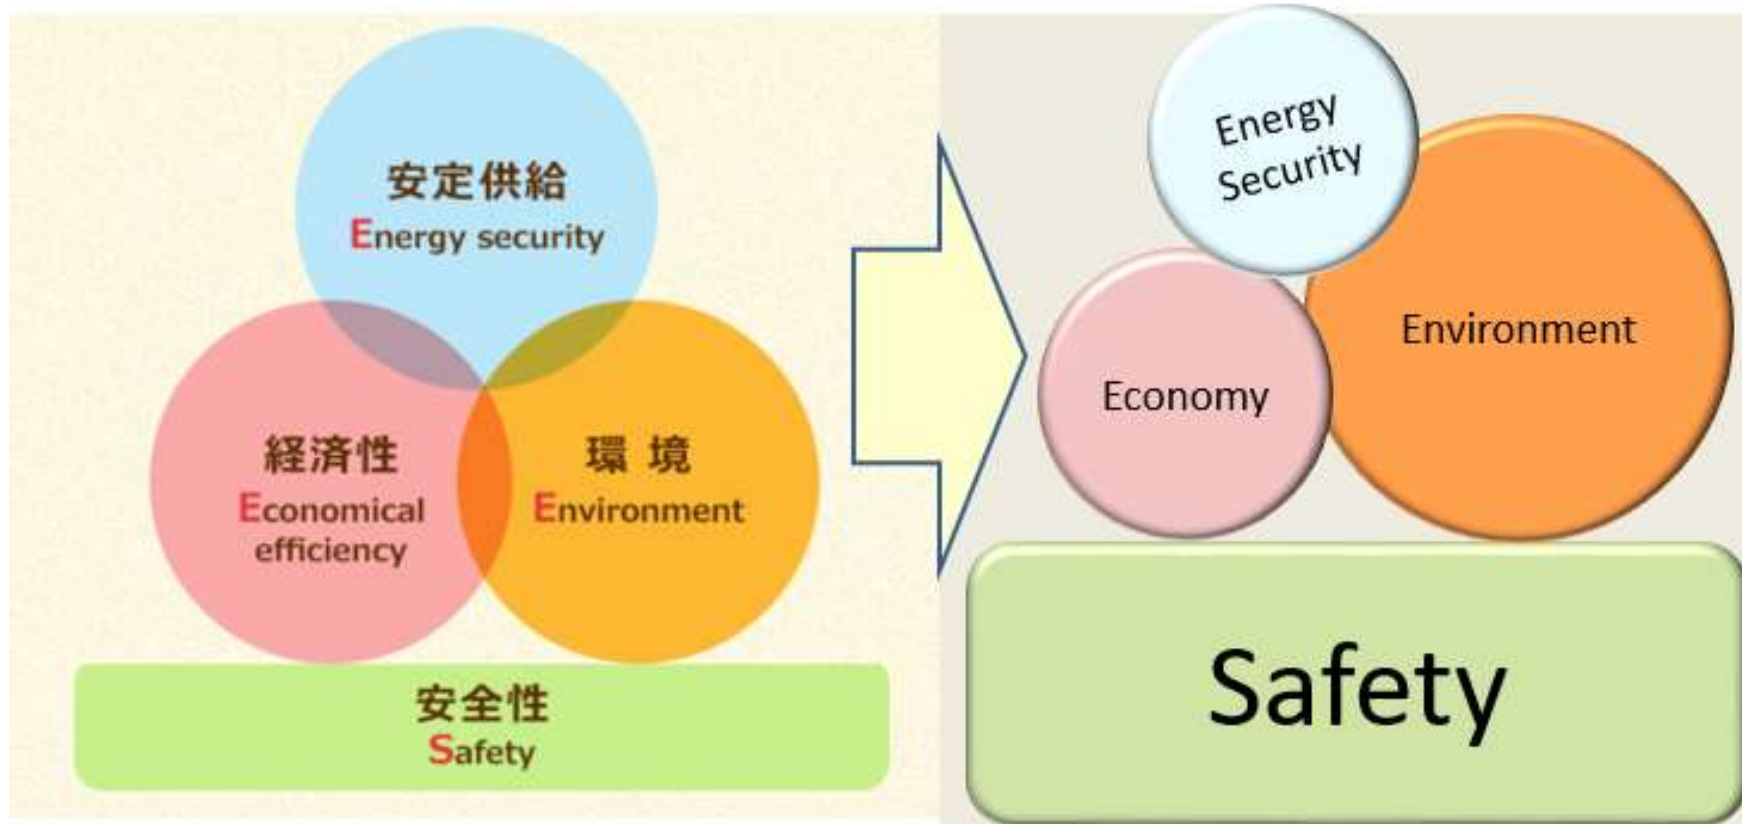 安定供給
Energy security
経済性
Economical
efficiency
環 境
Environment
安全性
Safety
Energy
Security
Economy
Environment
Safety